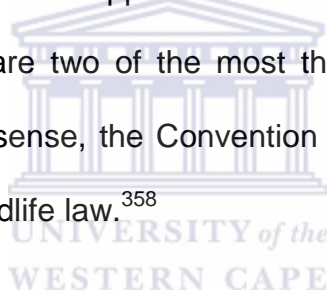 are two of the most th
sense, the Convention
dlife law.358
UNIVERSITY of the
WESTERN CAPE